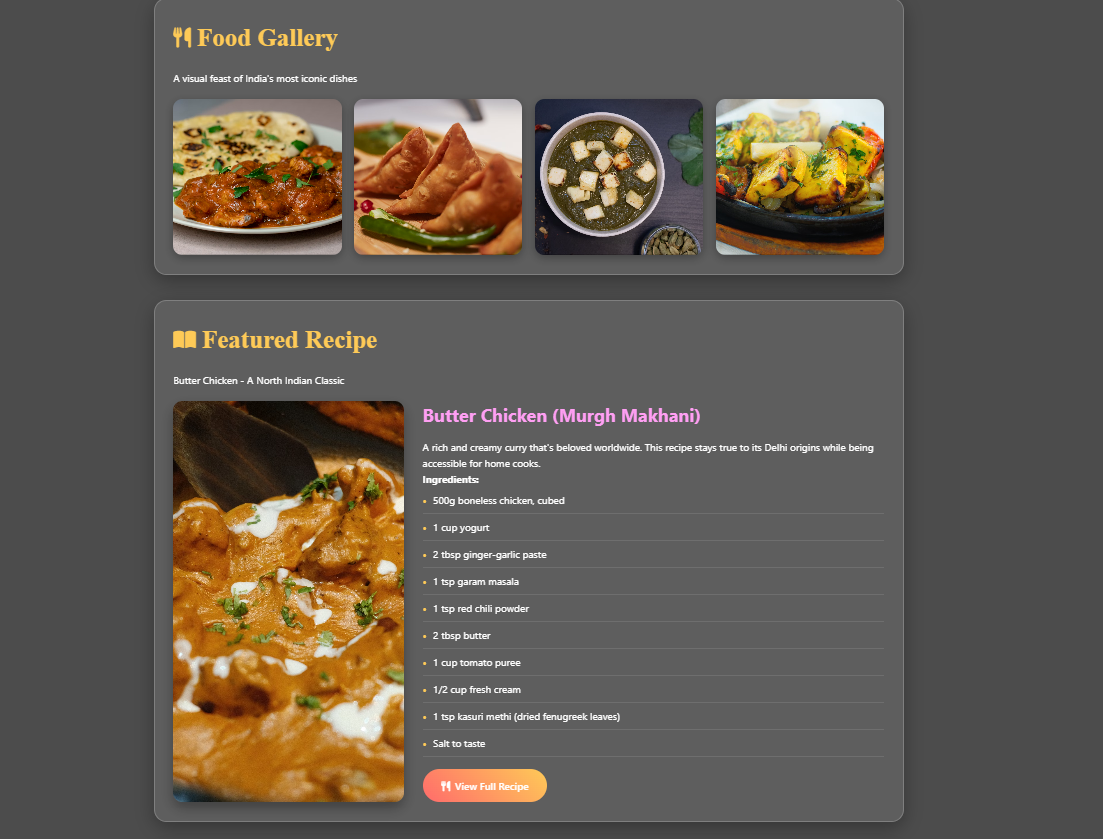 Food Gallery
A visual feast of India's most iconic dishes
Featured Recipe
Butter Chicken - A North Indian Classic
Butter Chicken (Murgh Makhani)
A rich and creamy curry that's beloved worldwide. This recipe stays true to its Delhi origins while being
accessible for home cooks.
Ingredients:
500g boneless chicken, cubed
1 cup yogurt
2 tbsp ginger-garlic paste
1 tsp garam masala
1 tsp red chili powder
2 tbsp butter
1 cup tomato puree
1/2 cup fresh cream
1 tsp kasuri methi (dried fenugreek leaves)
Salt to taste
View Full Recipe